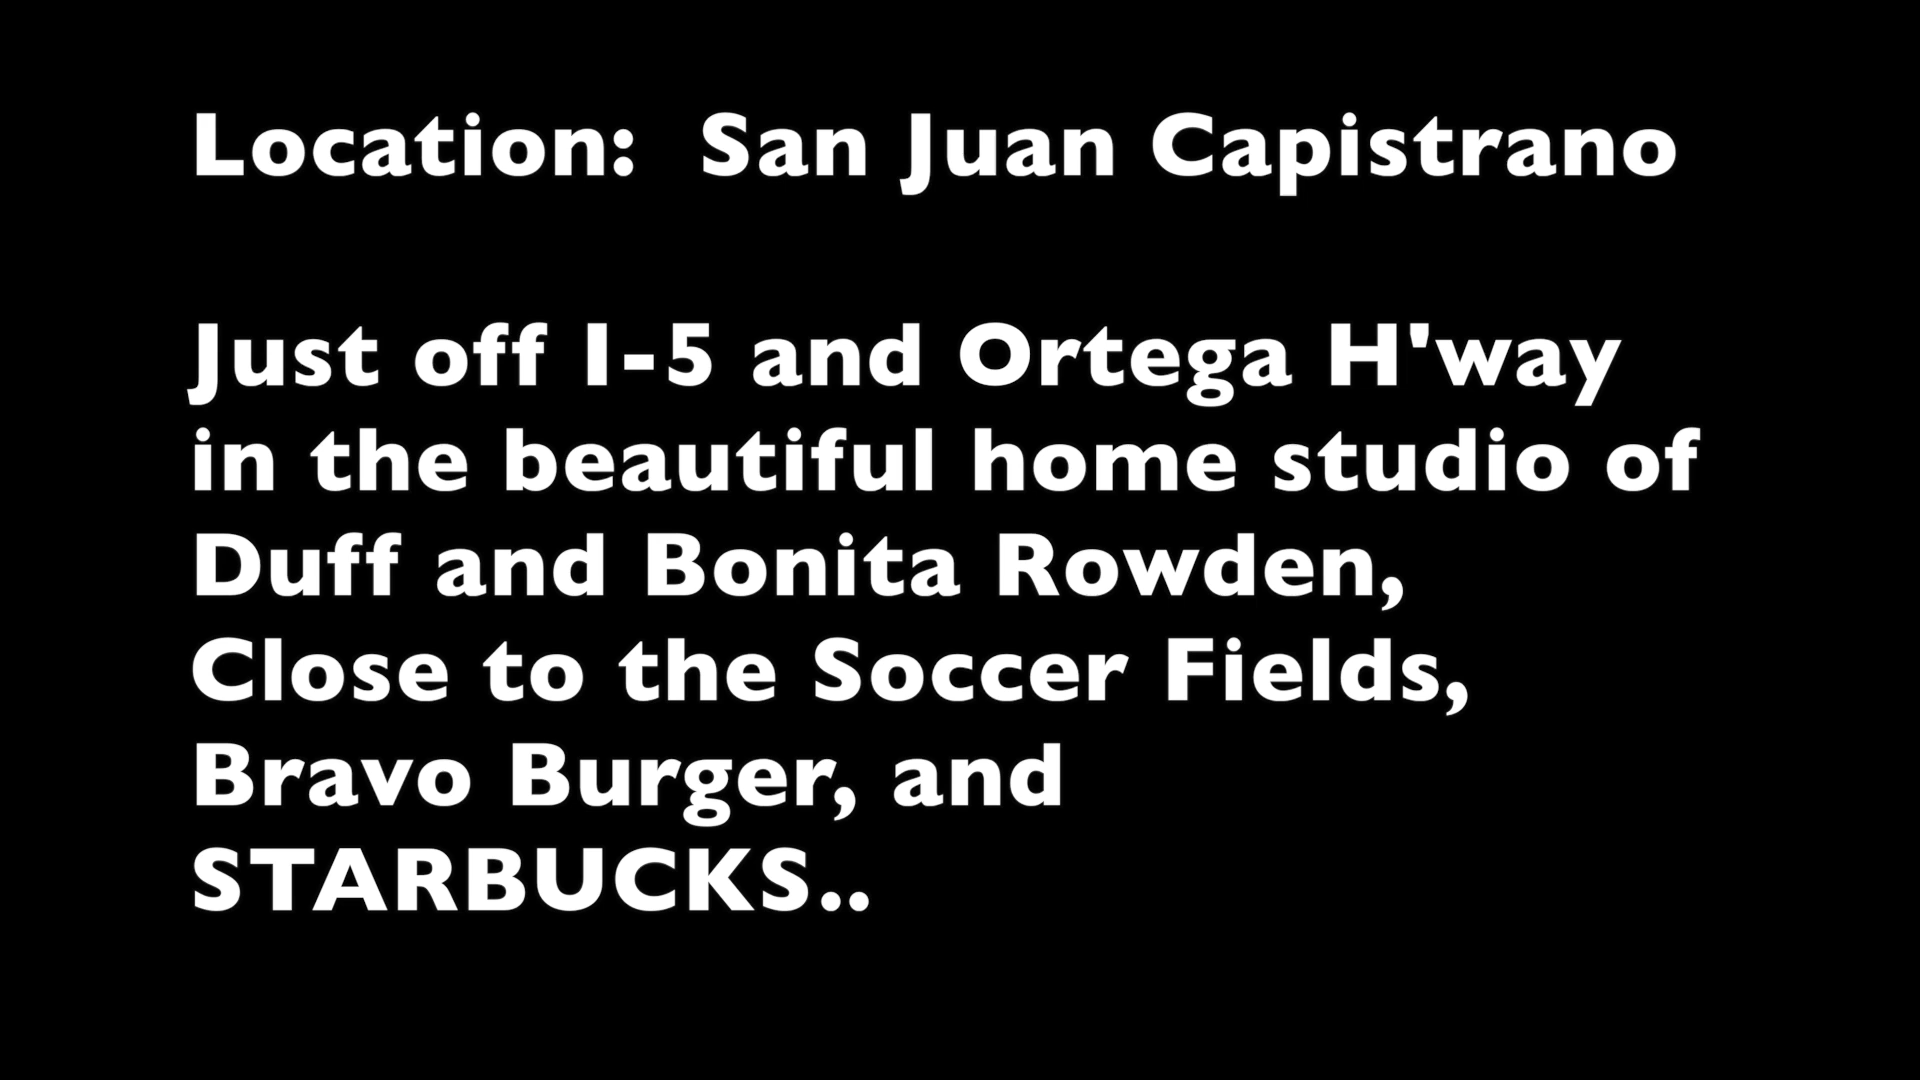 Location:  San Juan Capistrano
Just off I-5 and Ortega H'way
in the beautiful home studio of
Duff and Bonita Rowden,
Close to the Soccer Fields,
Bravo Burger, and
STARBUCKS..